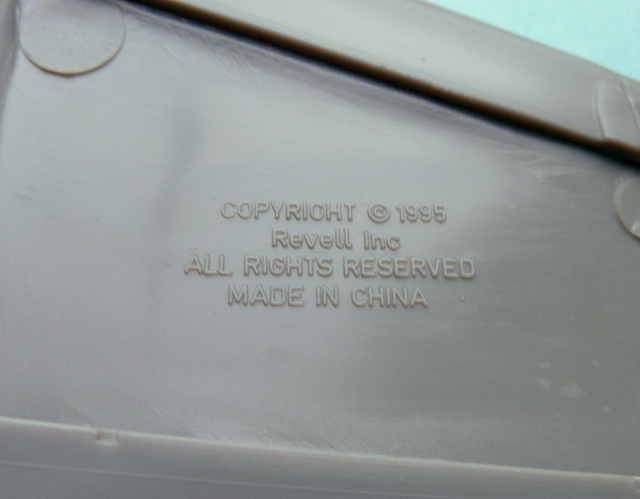 COPYRIGHT © 1995
Revell Inc
ALL RIGHTS RESERVED
MADE IN CHINA